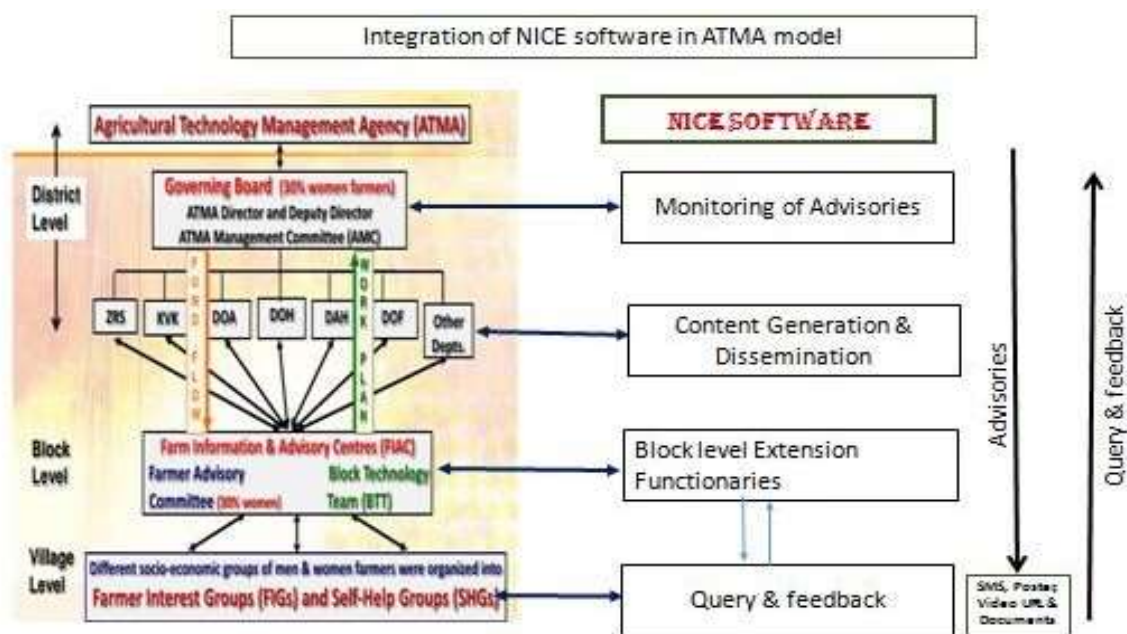 Integration of NICE software in ATMA model
Agricultural Technology Management Agency (ATMA)
NICE SOFTWARE
District
Level
Governing Board (30% women farmers)
ATMA Director and Deputy Director
ATMA Management Committee (AMC)
Monitoring of Advisories
FUND FLOW
WORK PLAN
ZRS
KVK
DOA
DOH
DAH
DOF
Other
Depts.
Content Generation &
Dissemination
Advisories
Query & feedback
Block
Level
Farm Information & Advisory Centres (FIAC)
Farmer Advisory
Committee (30% women)
Block Technology
Team (BTT)
Block level Extension
Functionaries
Village
Level
Different socio-economic groups of men & women farmers were organized into
Farmer Interest Groups (FIGs) and Self-Help Groups (SHGs)
Query & feedback
SMS, Poster,
Video URL &
Documents